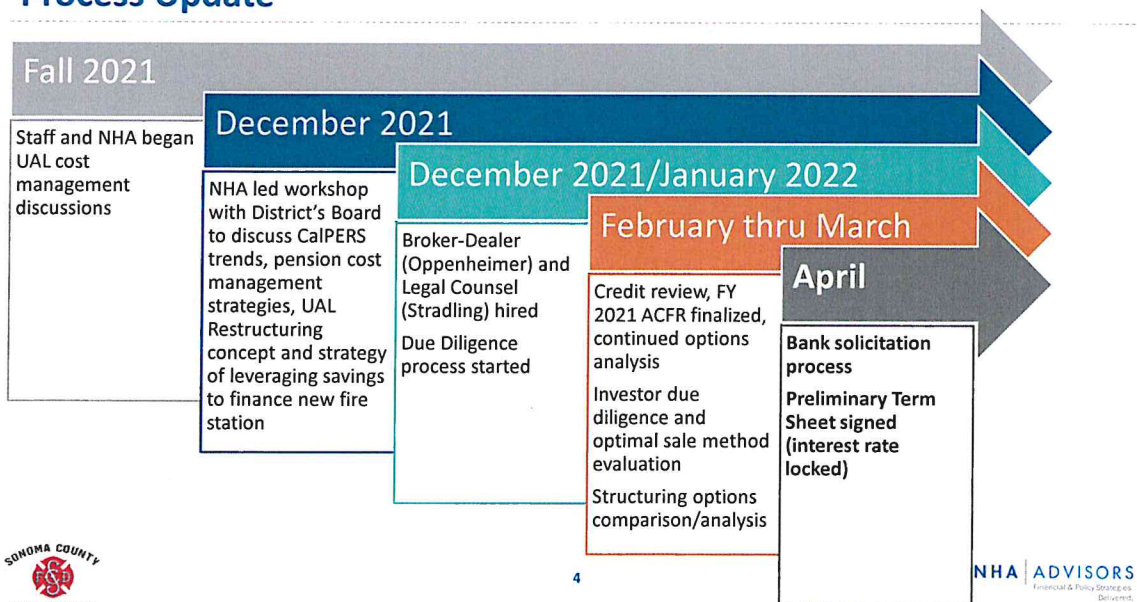 Process Update
Fall 2021
Staff and NHA began
UAL cost
management
discussions
December 2021
NHA led workshop
with District's Board
to discuss CalPERS
trends, pension cost
management
strategies, UAL
Restructuring
concept and strategy
of leveraging savings
to finance new fire
station
December 2021/January 2022
Broker-Dealer
(Oppenheimer) and
Legal Counsel
(Stradling) hired
Due Diligence
process started
February thru March
Credit review, FY
2021 ACFR finalized,
continued options
analysis
Investor due
diligence and
optimal sale method
evaluation
Structuring options
comparison/analysis
April
Bank solicitation
process
Preliminary Term
Sheet signed
(interest rate
locked)
SONOMA COUNTY
4
NHA | ADVISORS
Financial & Policy Strategies.
Delivered.